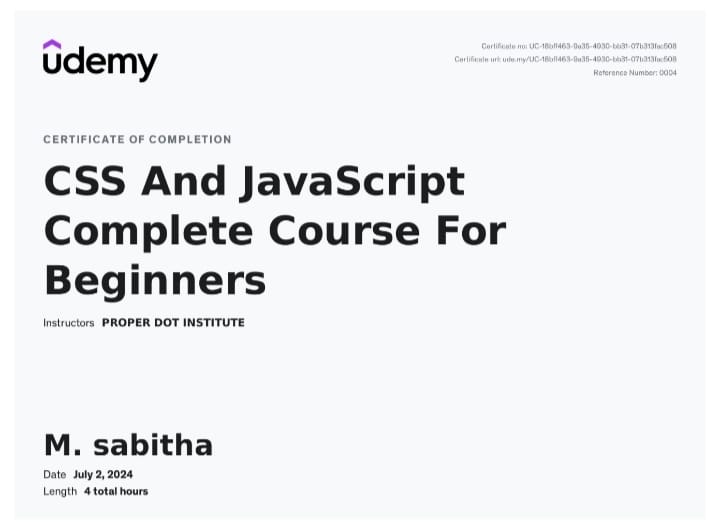 udemy
Certificate no: UC-18bf1463-9a35-4930-bb31-07b313fac508
Certificate url: ude.my/UC-18bf1463-9a35-4930-bb31-07b313fac508
Reference Number: 0004
CERTIFICATE OF COMPLETION
CSS And JavaScript
Complete Course For
Beginners
Instructors PROPER DOT INSTITUTE
M. sabitha
Date July 2, 2024
Length 4 total hours